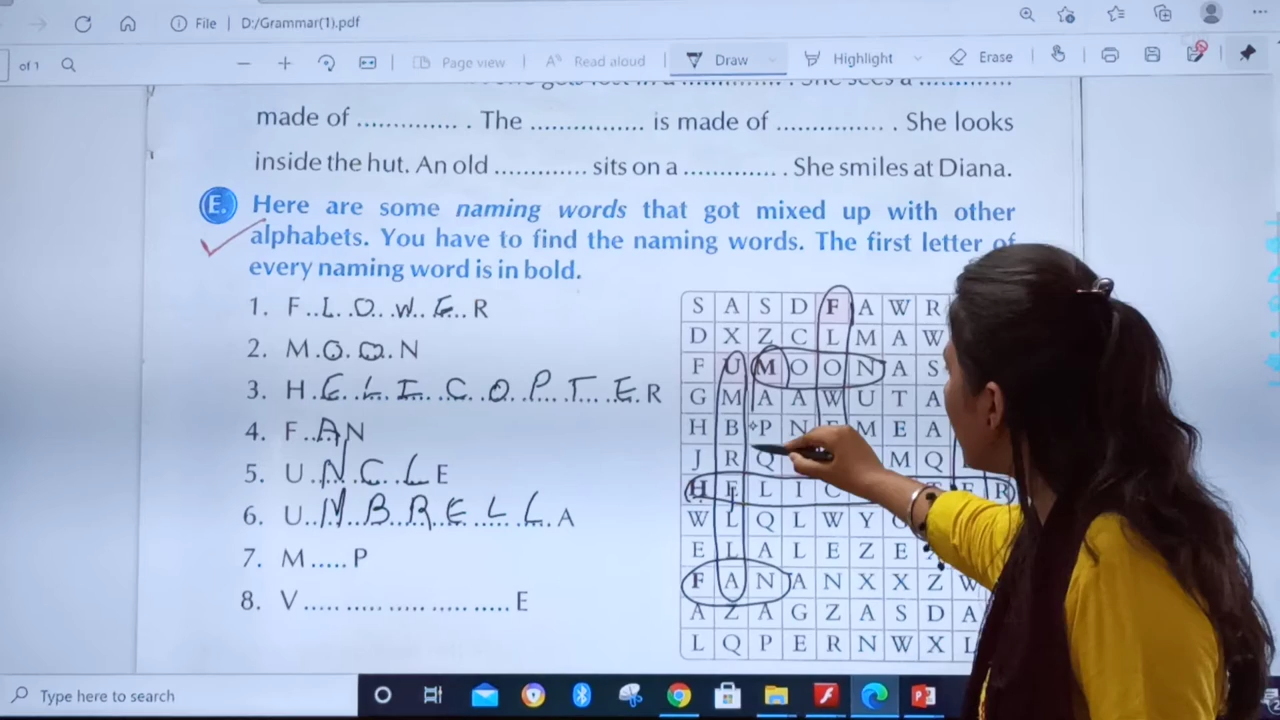 File | D:/Grammar(1).pdf
of 1 Page view Read aloud Draw Highlight Erase
made of .............. . The ................ is made of ............... . She looks
inside the hut. An old ............. sits on a ............. . She smiles at Diana.
E. Here are some naming words that got mixed up with other
alphabets. You have to find the naming words. The first letter of
every naming word is in bold.
1. F..L..O..W..E..R
2. M.O..O..N
3. H.E..L..I..C..O..P..T..E.R
4. F..A.N
5. U..N..C..L.E
6. U..M..B..R..E..L..L..A
7. M.....P
8. V..... ..... ..... ..... .....E
S A S D F A W R
D X Z C L M A W
F U M O O N A S
G M A A W U T A
H B P N E M E A
J R Q M Q
H E L I C T E R
W L Q L W Y
E L A L E Z E
F A N A N X X Z W
A Z A G Z A S D A
L Q P E R N W X L
Type here to search